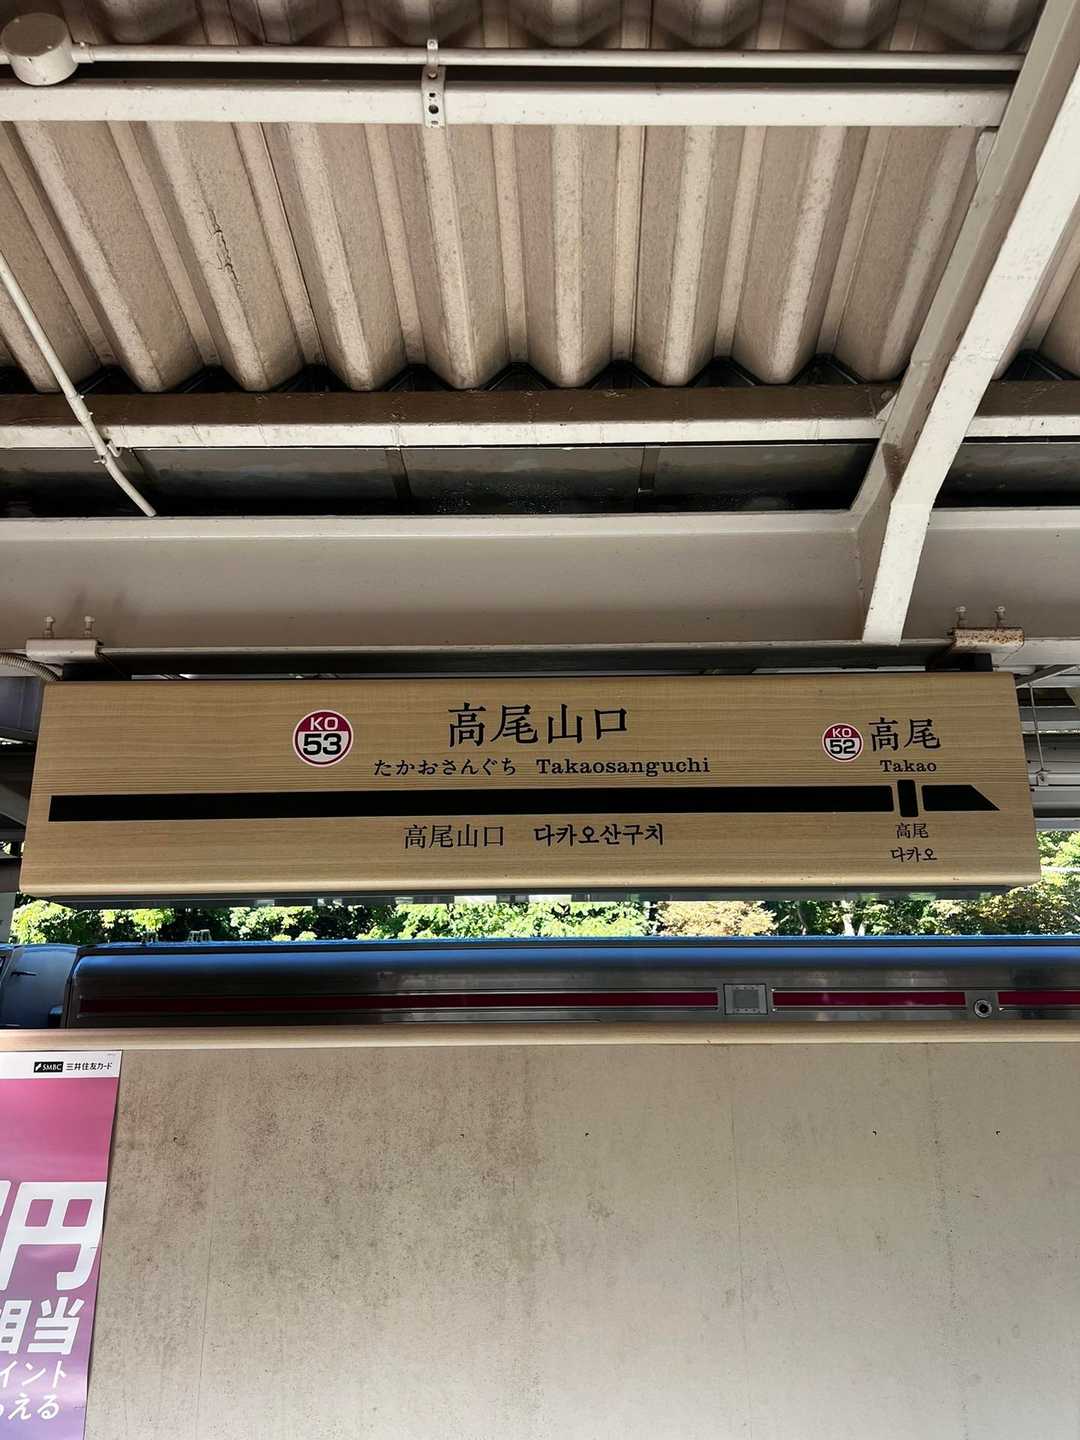 KO
53
高尾山口
たかおさんぐち Takaosanguchi
高尾山口 다카오산구치
KO
52
高尾
Takao
高尾
다카오
SMBC 三井住友カード
円
相当
イント
える